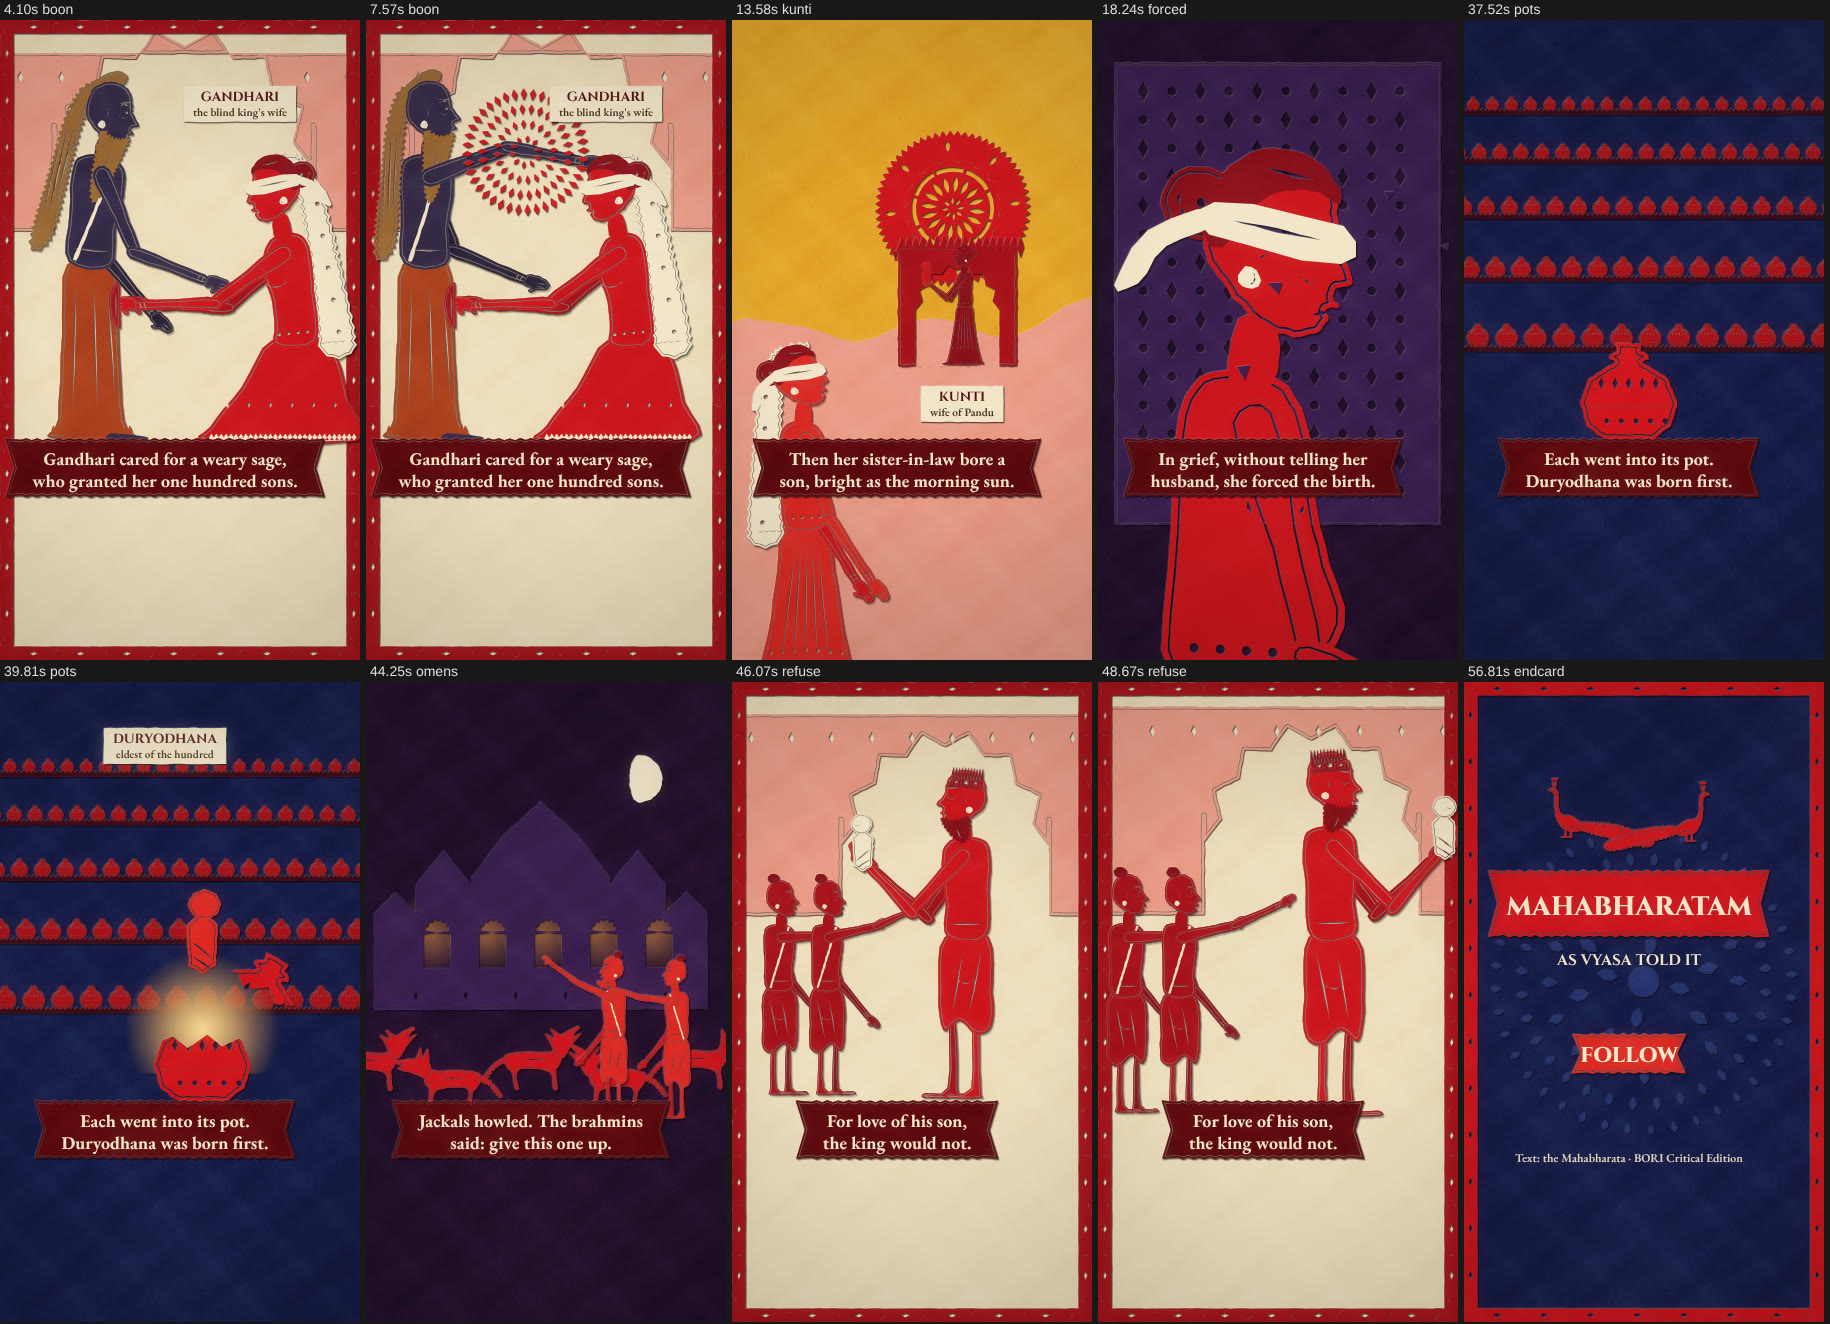 4.10s boon
GANDHARI
the blind king's wife
Gandhari cared for a weary sage,
who granted her one hundred sons.
7.57s boon
GANDHARI
the blind king's wife
Gandhari cared for a weary sage,
who granted her one hundred sons.
13.58s kunti
KUNTI
wife of Pandu
Then her sister-in-law bore a
son, bright as the morning sun.
18.24s forced
In grief, without telling her
husband, she forced the birth.
37.52s pots
Each went into its pot.
Duryodhana was born first.
39.81s pots
DURYODHANA
eldest of the hundred
Each went into its pot.
Duryodhana was born first.
44.25s omens
Jackals howled. The brahmins
said: give this one up.
46.07s refuse
For love of his son,
the king would not.
48.67s refuse
For love of his son,
the king would not.
56.81s endcard
MAHABHARATAM
AS VYASA TOLD IT
FOLLOW
Text: the Mahabharata · BORI Critical Edition